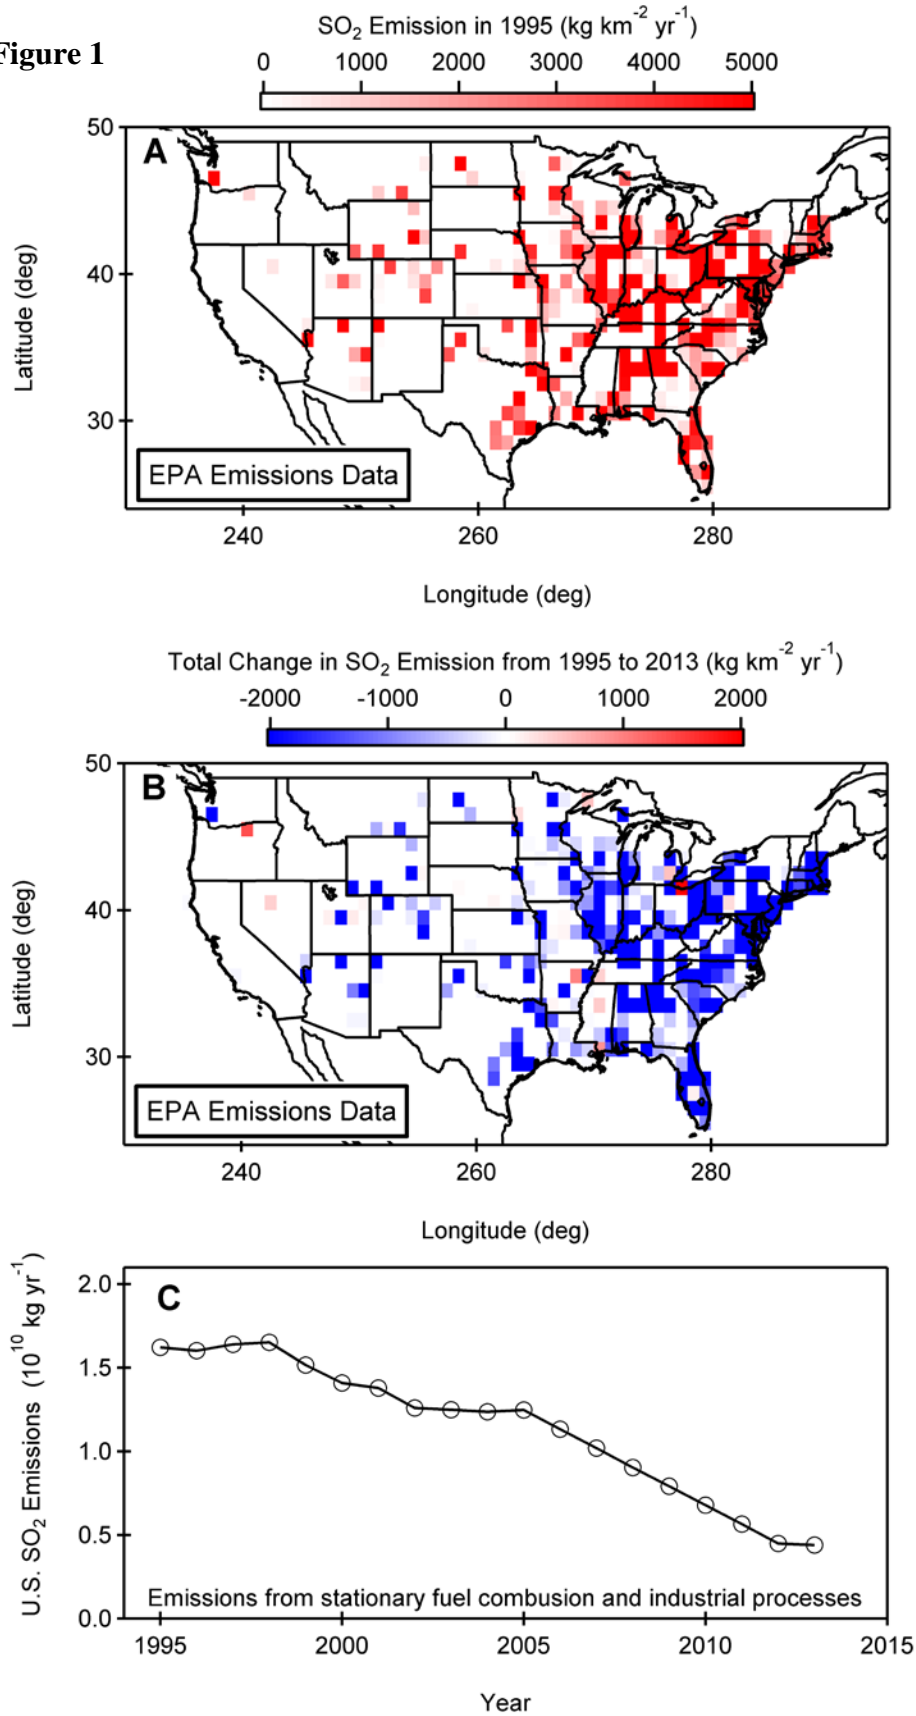 Figure 1
SO2 Emission in 1995 (kg km-2 yr-1)
0 1000 2000 3000 4000 5000
A
50
40
30
Latitude (deg)
EPA Emissions Data
240 260 280
Longitude (deg)
Total Change in SO2 Emission from 1995 to 2013 (kg km-2 yr-1)
-2000 -1000 0 1000 2000
B
50
40
30
Latitude (deg)
EPA Emissions Data
240 260 280
Longitude (deg)
C
2.0
1.5
1.0
0.5
0.0
U.S. SO2 Emissions (10^10 kg yr-1)
Emissions from stationary fuel combusion and industrial processes
1995 2000 2005 2010 2015
Year